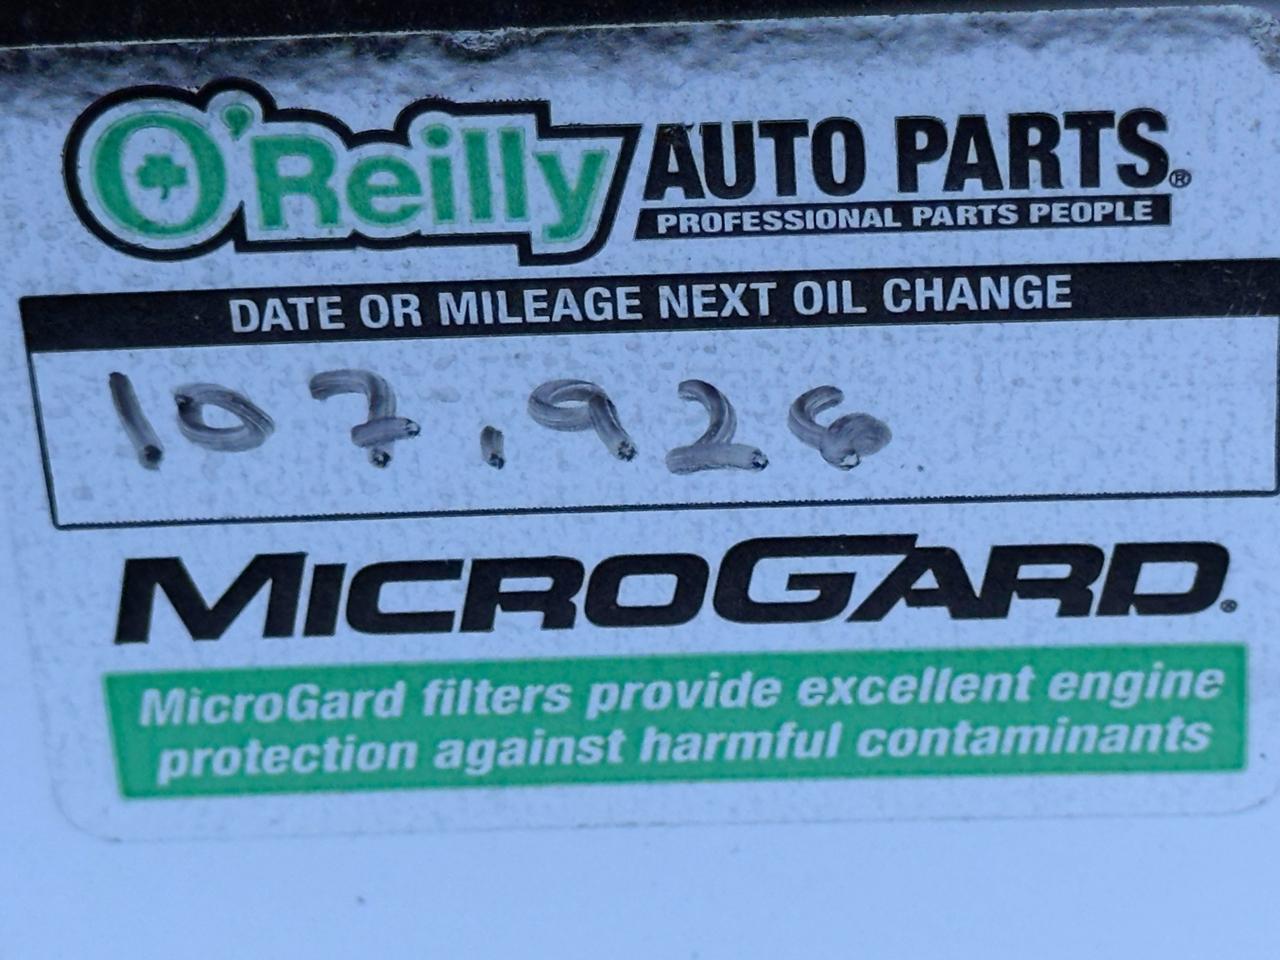 O'Reilly AUTO PARTS®
PROFESSIONAL PARTS PEOPLE
DATE OR MILEAGE NEXT OIL CHANGE
107.926
MICROGARD®
MicroGard filters provide excellent engine
protection against harmful contaminants